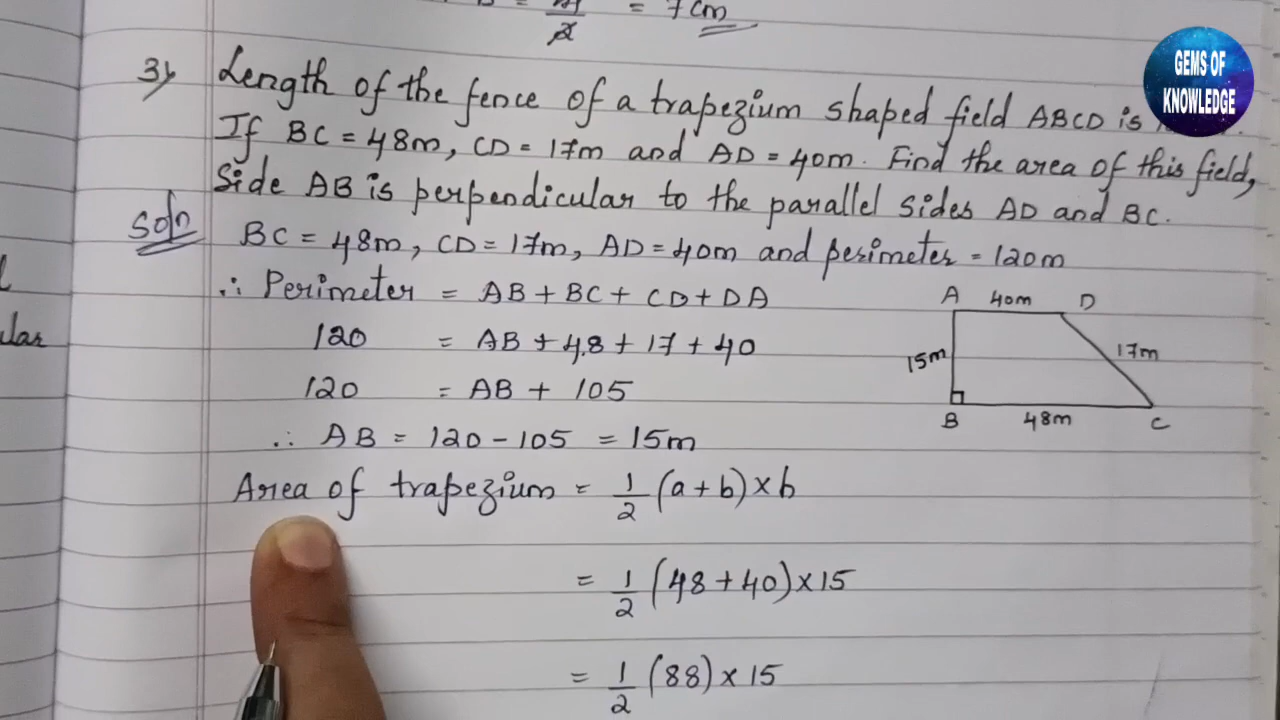 = 7cm
2
3) Length of the fence of a trapezium shaped field ABCD is
If BC = 48m, CD = 17m and AD = 40m. Find the area of this field,
Side AB is perpendicular to the parallel sides AD and BC.
Soln
BC = 48m, CD = 17m, AD = 40m and perimeter = 120m
∴ Perimeter = AB + BC + CD + DA
120 = AB + 48 + 17 + 40
120 = AB + 105
∴ AB = 120 - 105 = 15m
A 40m D
15m 17m
B 48m C
Area of trapezium = 1/2 (a + b) × h
= 1/2 (48 + 40) × 15
= 1/2 (88) × 15
GEMS OF
KNOWLEDGE